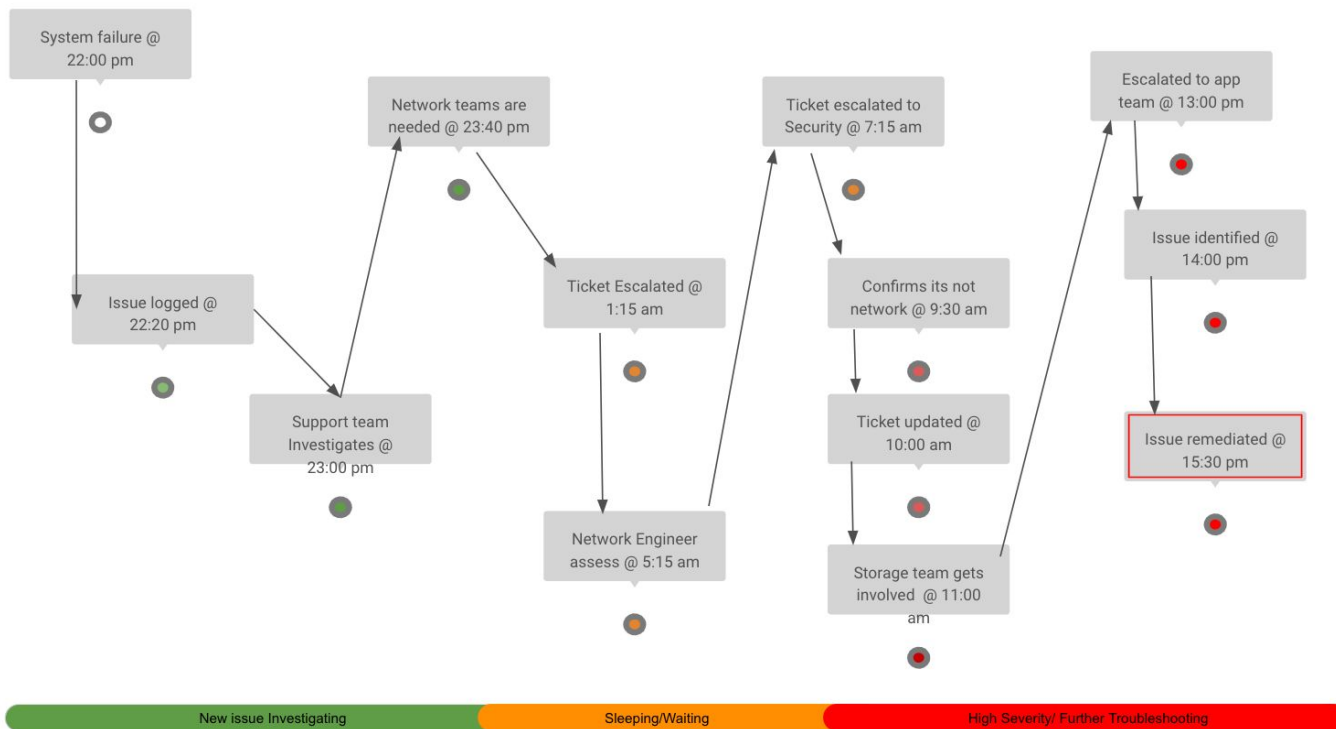 System failure @
22:00 pm
Issue logged @
22:20 pm
Support team
Investigates @
23:00 pm
Network teams are
needed @ 23:40 pm
Ticket Escalated @
1:15 am
Network Engineer
assess @ 5:15 am
Ticket escalated to
Security @ 7:15 am
Confirms its not
network @ 9:30 am
Ticket updated @
10:00 am
Storage team gets
involved @ 11:00
am
Escalated to app
team @ 13:00 pm
Issue identified @
14:00 pm
Issue remediated @
15:30 pm
New issue Investigating
Sleeping/Waiting
High Severity/ Further Troubleshooting